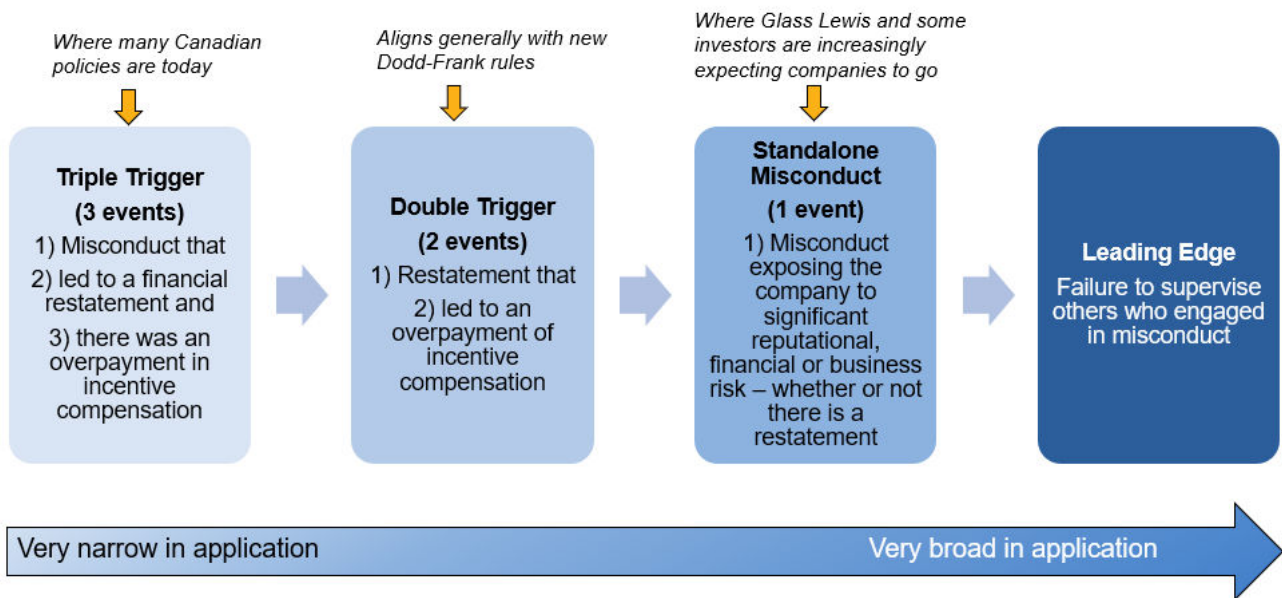 Where many Canadian
policies are today
Aligns generally with new
Dodd-Frank rules
Where Glass Lewis and some
investors are increasingly
expecting companies to go
Triple Trigger
(3 events)
1) Misconduct that
2) led to a financial
restatement and
3) there was an
overpayment in
incentive
compensation
Double Trigger
(2 events)
1) Restatement that
2) led to an
overpayment of
incentive
compensation
Standalone
Misconduct
(1 event)
1) Misconduct
exposing the
company to
significant
reputational,
financial or business
risk – whether or not
there is a
restatement
Leading Edge
Failure to supervise
others who engaged
in misconduct
Very narrow in application
Very broad in application